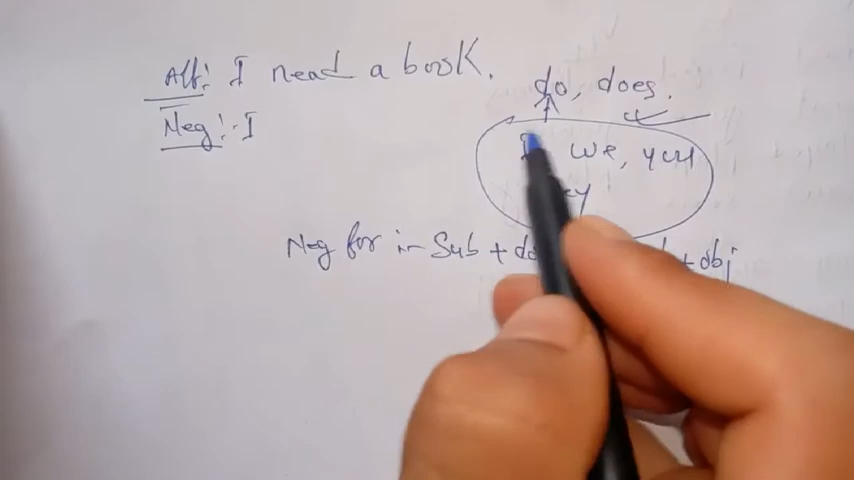 Aff: I need a book.
do, does.
Neg:- I
we, you
Neg for in- Sub + do
+ obj